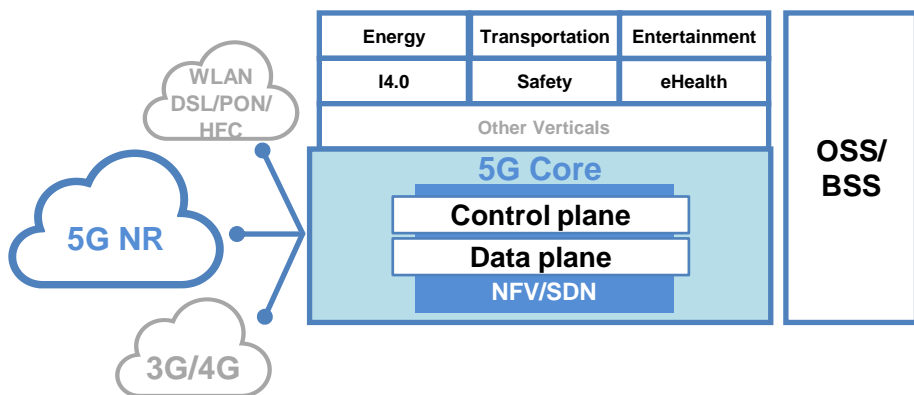 Energy
Transportation
Entertainment
I4.0
Safety
eHealth
Other Verticals
WLAN
DSL/PON/
HFC
5G NR
3G/4G
5G Core
Control plane
Data plane
NFV/SDN
OSS/
BSS